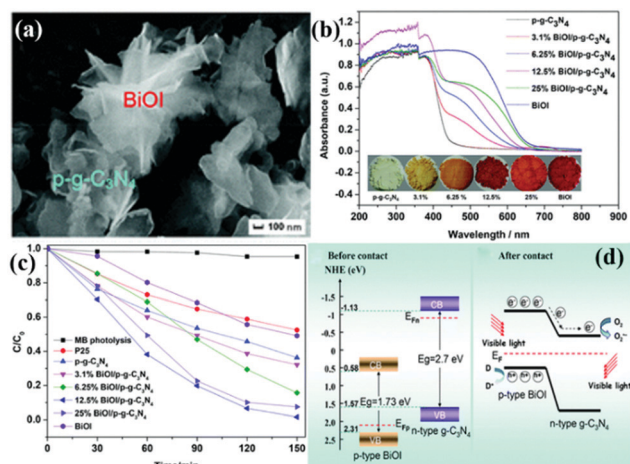 (a)
BiOI
p-g-C3N4
100 nm
(b)
Absorbance (a.u.)
1.2
1.0
0.8
0.6
0.4
0.2
0.0
-0.2
-0.4
p-g-C3N4
3.1% BiOI/p-g-C3N4
6.25% BiOI/p-g-C3N4
12.5% BiOI/p-g-C3N4
25% BiOI/p-g-C3N4
BiOI
p-g-C3N4 3.1% 6.25% 12.5% 25% BiOI
200 300 400 500 600 700 800 900
Wavelength / nm
(c)
C/C0
1.0
0.8
0.6
0.4
0.2
0.0
MB photolysis
P25
p-g-C3N4
3.1% BiOI/p-g-C3N4
6.25% BiOI/p-g-C3N4
12.5% BiOI/p-g-C3N4
25% BiOI/p-g-C3N4
BiOI
0 30 60 90 120 150
Before contact
NHE (eV)
-1.5
-1.13
-1.0
-0.5
0
0.5
0.58
1.0
1.5
1.57
2.0
2.31
2.5
CB
EFn
CB
Eg=2.7 eV
Eg=1.73 eV
VB
EFp
n-type g-C3N4
VB
p-type BiOI
After contact
(d)
e- e- e-
e-
O2
O2•-
Visible light
EF
D
D+
h+ h+ h+
Visible light
p-type BiOI
n-type g-C3N4